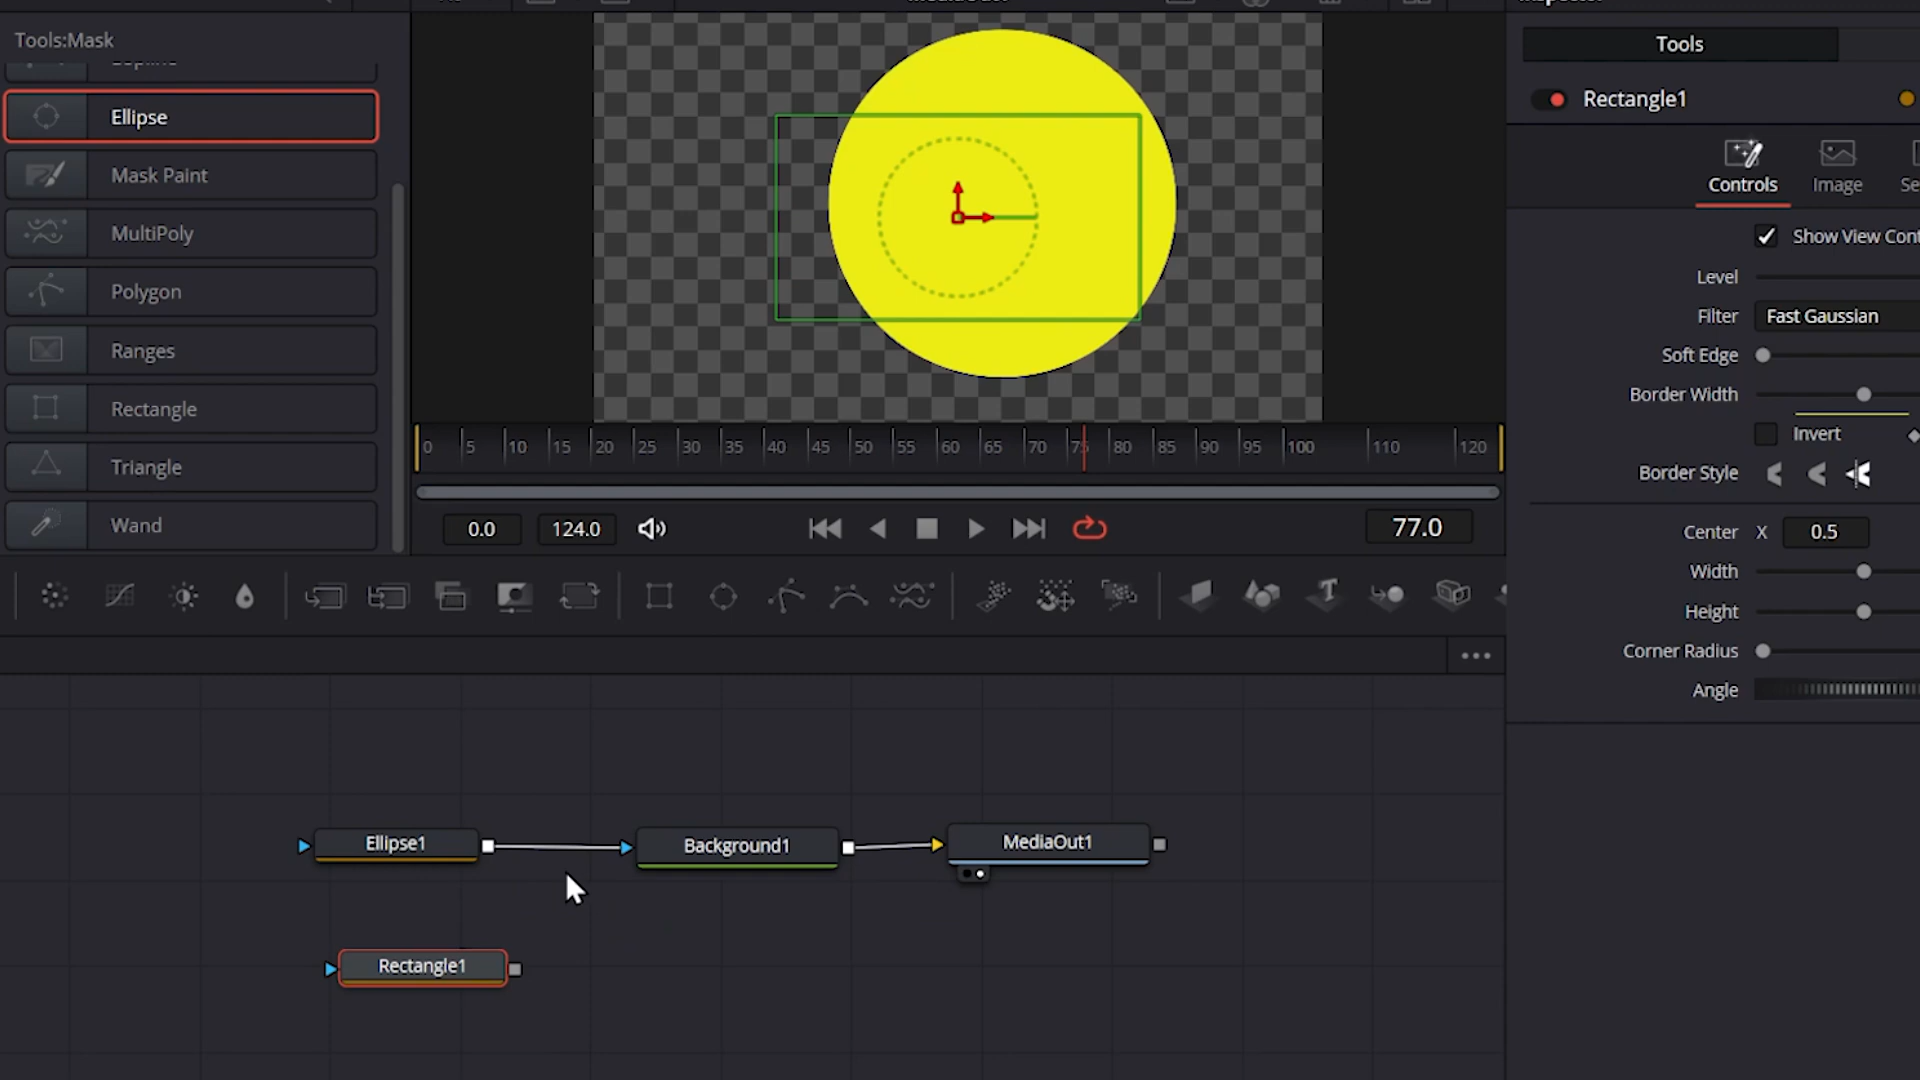 Tools:Mask
Ellipse
Mask Paint
MultiPoly
Polygon
Ranges
Rectangle
Triangle
Wand
0 5 10 15 20 25 30 35 40 45 50 55 60 65 70 75 80 85 90 95 100 110 120
0.0 124.0 77.0
Tools
Rectangle1
Controls Image Se
Show View Cont
Level
Filter Fast Gaussian
Soft Edge
Border Width
Invert
Border Style
Center X 0.5
Width
Height
Corner Radius
Angle
Ellipse1
Background1
MediaOut1
Rectangle1